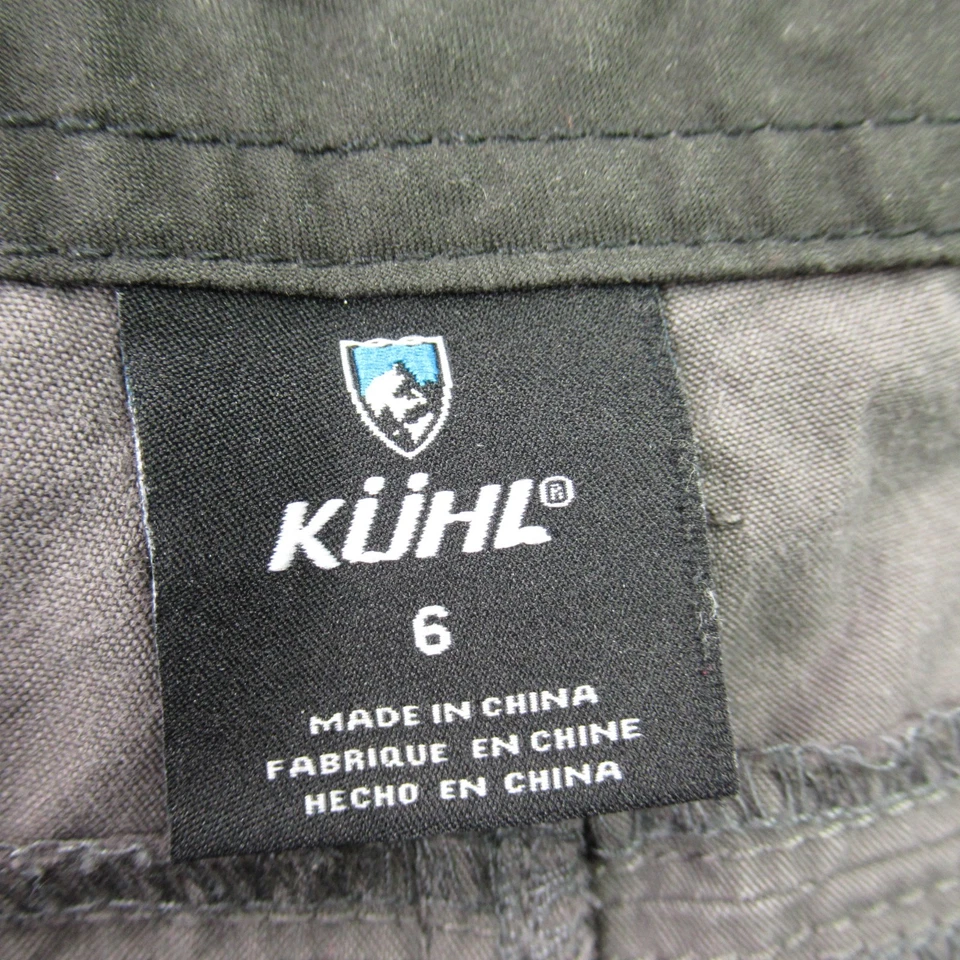 KÜHL®
6
MADE IN CHINA
FABRIQUE EN CHINE
HECHO EN CHINA